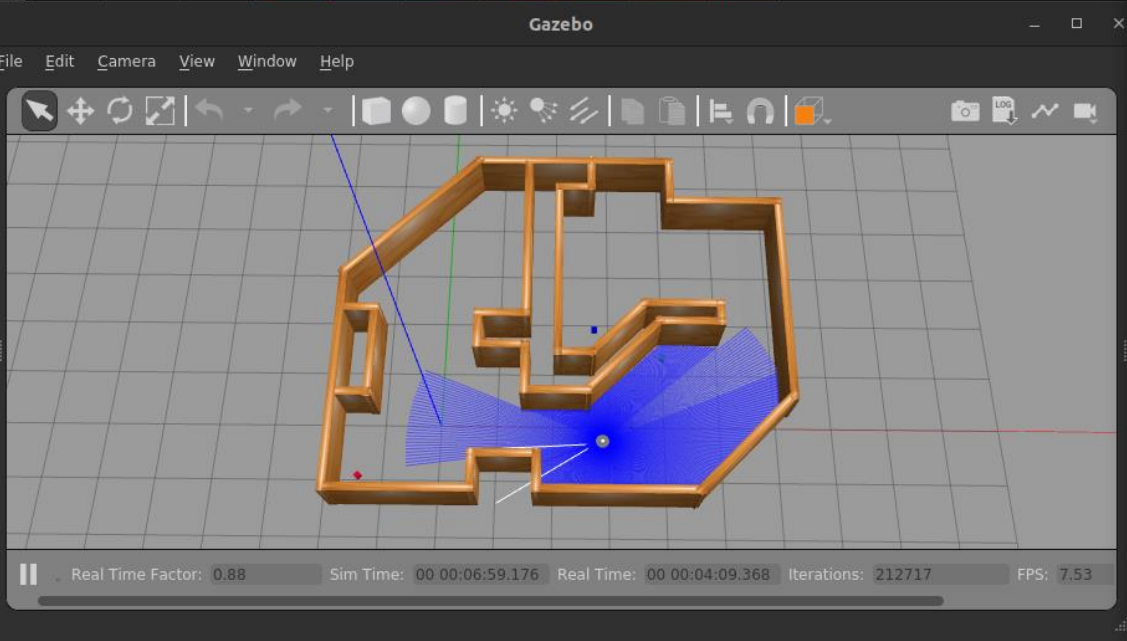 Gazebo
File Edit Camera View Window Help
LOG
Real Time Factor: 0.88 Sim Time: 00 00:06:59.176 Real Time: 00 00:04:09.368 Iterations: 212717 FPS: 7.53